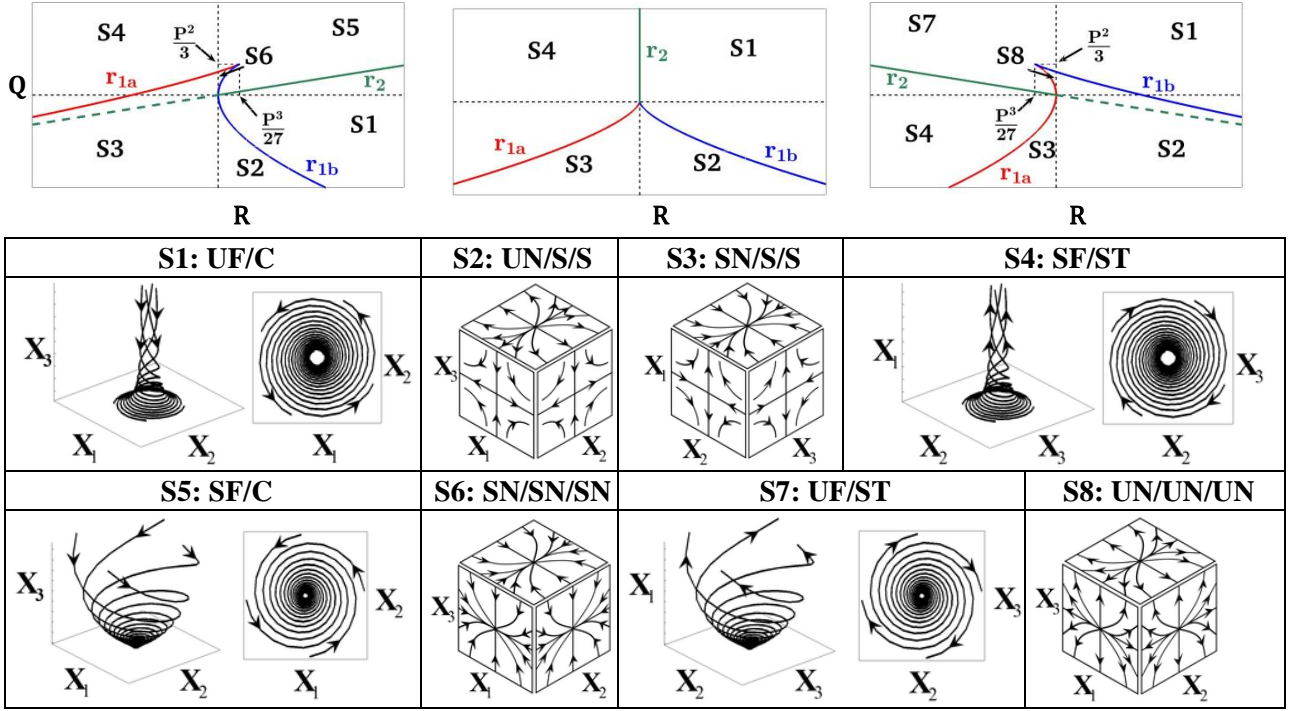 S4
P²/3
S6
S5
r1a
r2
Q
P³/27
S3
S1
S2
r1b
R
S4
r2
S1
r1a
S3
S2
r1b
R
S7
S8
P²/3
S1
r2
r1b
P³/27
S4
S3
S2
r1a
R
S1: UF/C
S2: UN/S/S
S3: SN/S/S
S4: SF/ST
X3
X2
X1
X2
X1
X3
X1
X2
X1
X2
X3
X1
X3
X2
X3
X2
S5: SF/C
S6: SN/SN/SN
S7: UF/ST
S8: UN/UN/UN
X3
X2
X1
X2
X1
X3
X1
X2
X1
X3
X2
X3
X2
X3
X1
X2